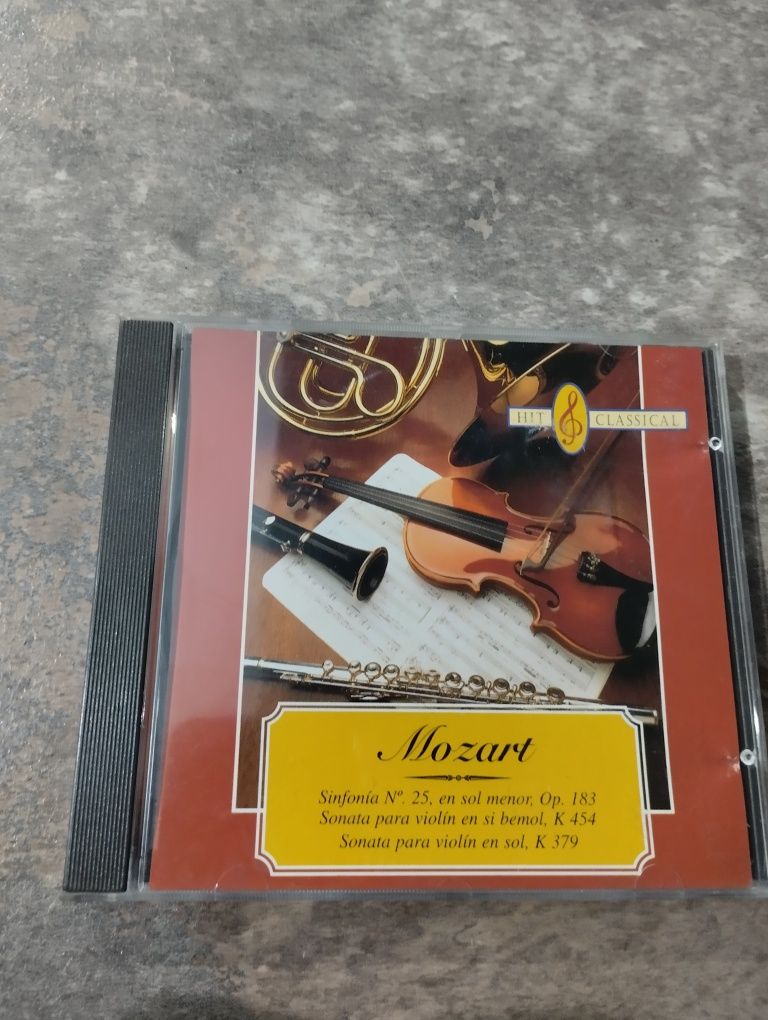 HIT CLASSICAL
Mozart
Sinfonía Nº. 25, en sol menor, Op. 183
Sonata para violín en si bemol, K 454
Sonata para violín en sol, K 379